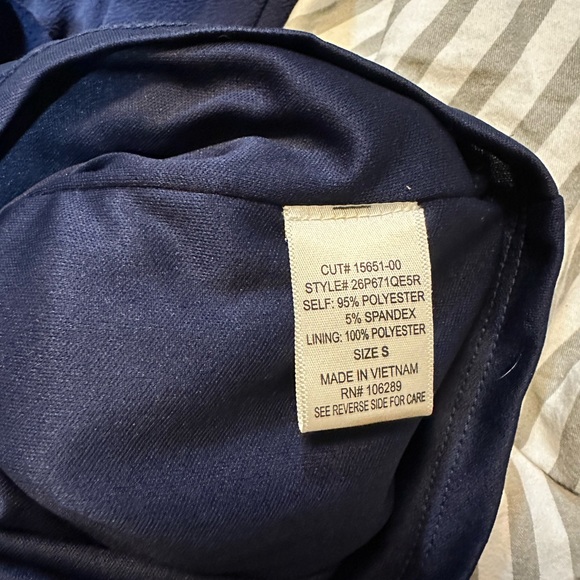 CUT# 15651-00
STYLE# 26P671QE5R
SELF: 95% POLYESTER
5% SPANDEX
LINING: 100% POLYESTER
SIZE S
MADE IN VIETNAM
RN# 106289
SEE REVERSE SIDE FOR CARE